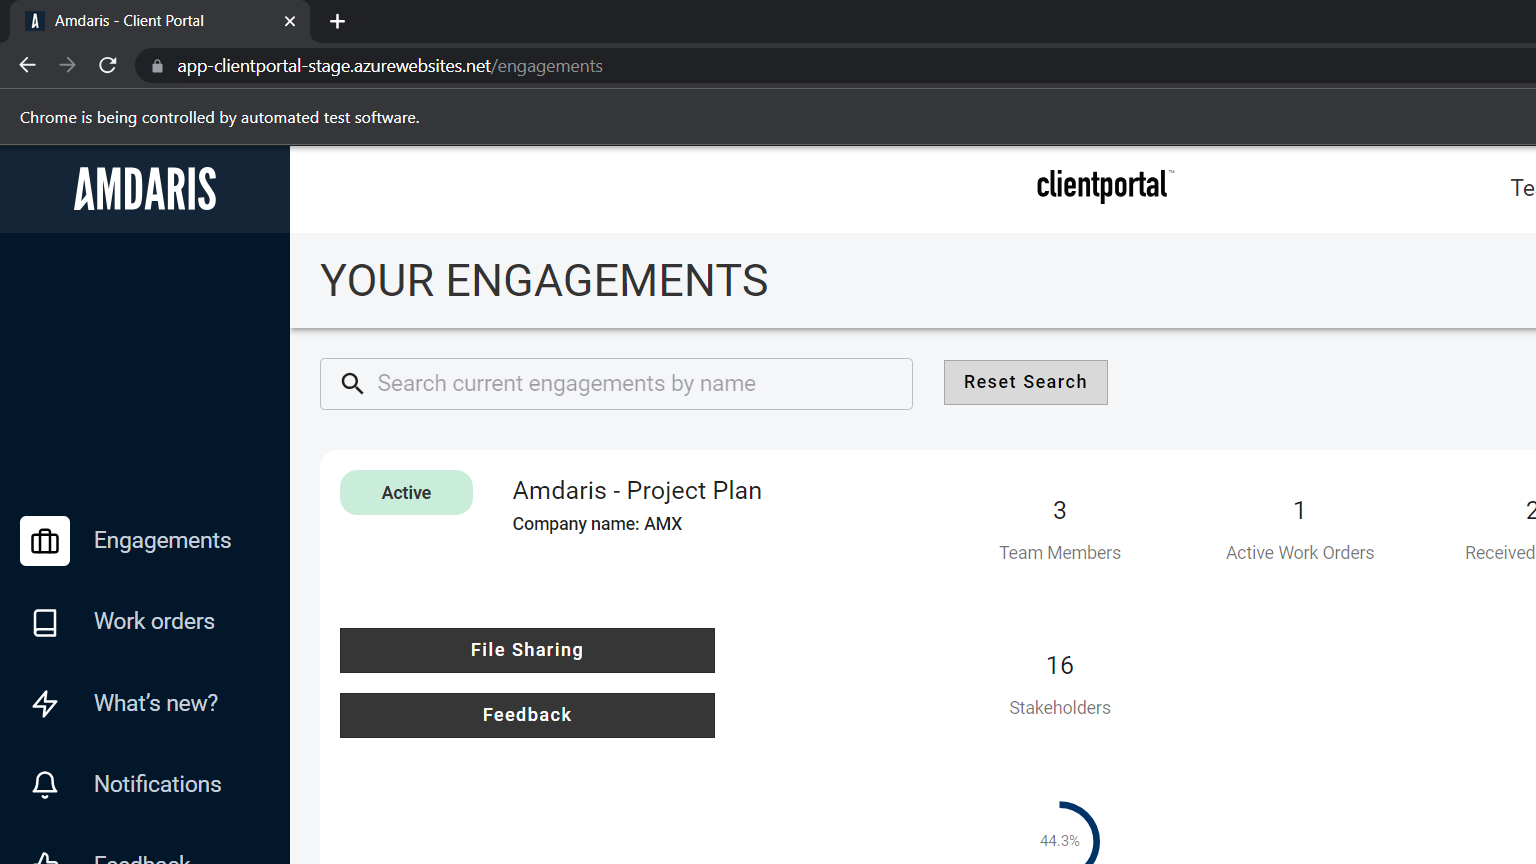 Amdaris - Client Portal
app-clientportal-stage.azurewebsites.net/engagements
Chrome is being controlled by automated test software.
AMDARIS
clientportal™
Te
YOUR ENGAGEMENTS
Search current engagements by name
Reset Search
Active
Amdaris - Project Plan
Company name: AMX
3
Team Members
1
Active Work Orders
2
Received
File Sharing
Feedback
16
Stakeholders
44.3%
Engagements
Work orders
What’s new?
Notifications
Feedback